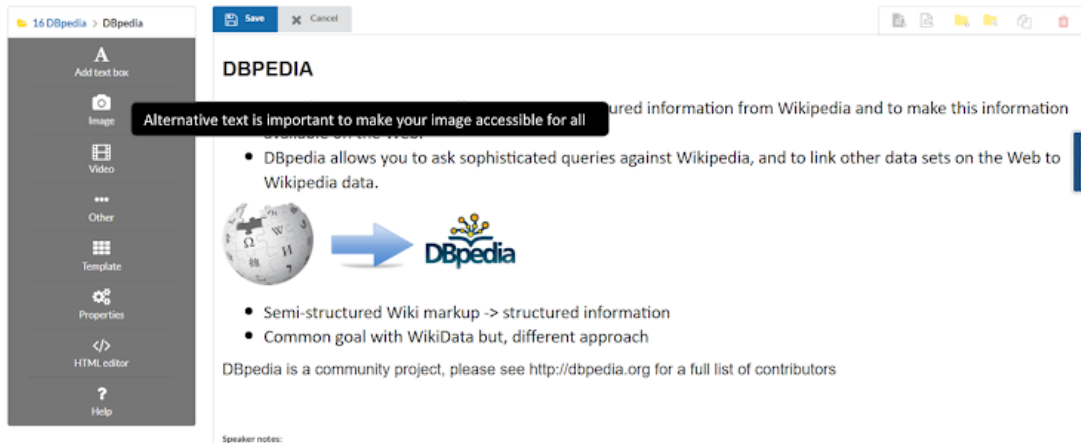 16 DBpedia > DBpedia
Save
Cancel
Add text box
Image
Video
Other
Template
Properties
HTML editor
Help
DBPEDIA
Alternative text is important to make your image accessible for all
ured information from Wikipedia and to make this information
available on the Web.
DBpedia allows you to ask sophisticated queries against Wikipedia, and to link other data sets on the Web to
Wikipedia data.
DBpedia
Semi-structured Wiki markup -> structured information
Common goal with WikiData but, different approach
DBpedia is a community project, please see http://dbpedia.org for a full list of contributors
Speaker notes: